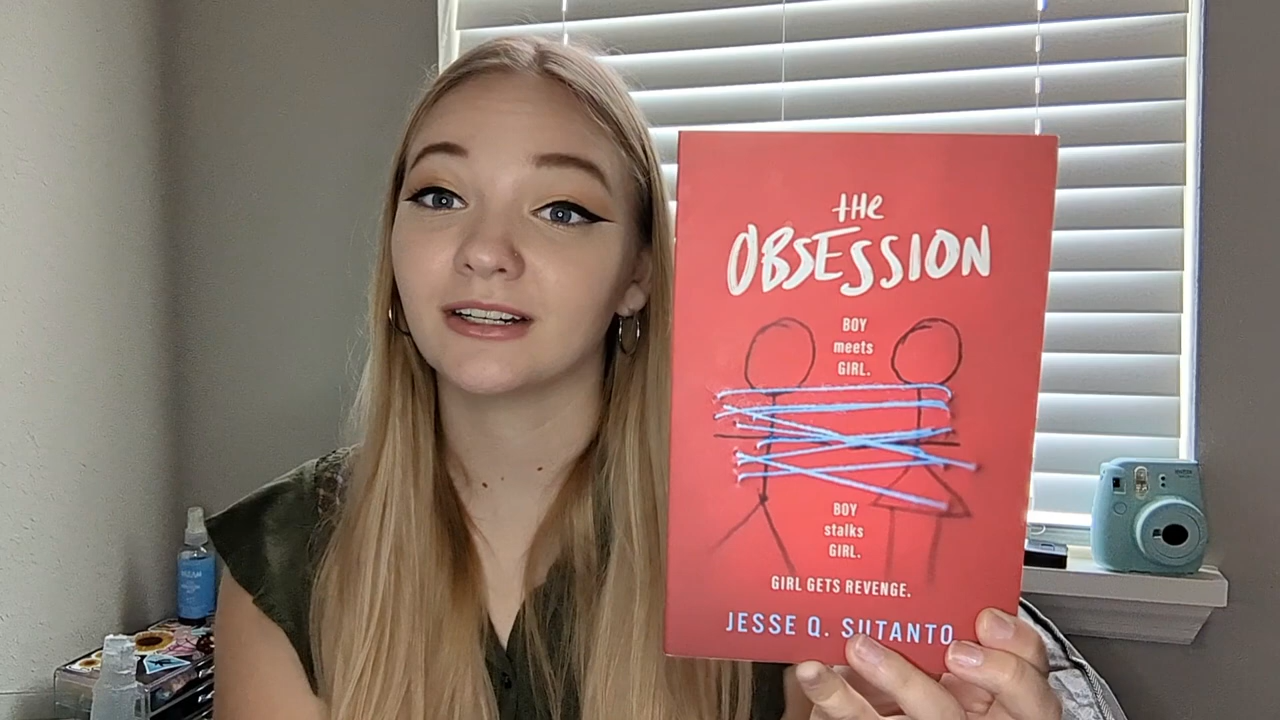 the
OBSESSION
BOY
meets
GIRL.
BOY
stalks
GIRL.
GIRL GETS REVENGE.
JESSE Q. SUTANTO